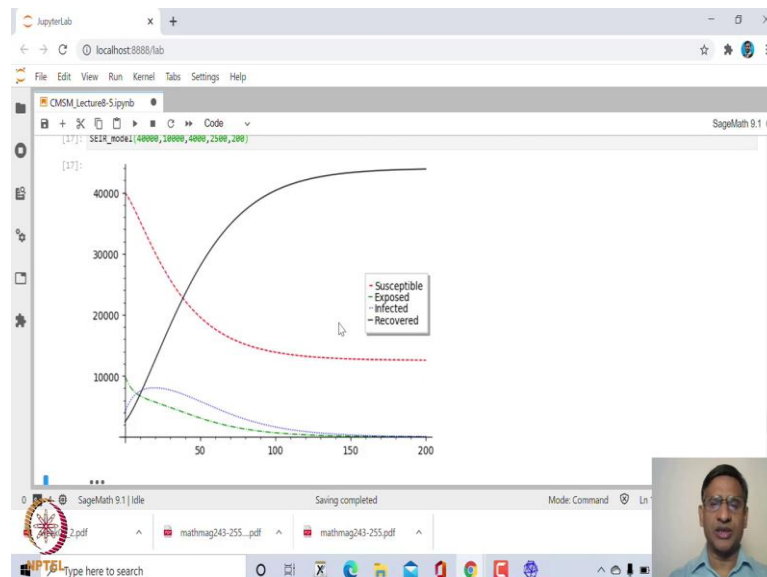 JupyterLab
localhost:8888/lab
File Edit View Run Kernel Tabs Settings Help
CMSM_Lecture8-5.ipynb
Code
SageMath 9.1
[17]: SEIR_model(40000,10000,4000,2500,200)
[17]:
40000
30000
20000
10000
50 100 150 200
Susceptible
Exposed
Infected
Recovered
SageMath 9.1 | Idle
Saving completed
Mode: Command
Ln
2.pdf
mathmag243-255....pdf
mathmag243-255.pdf
NPTEL
Type here to search